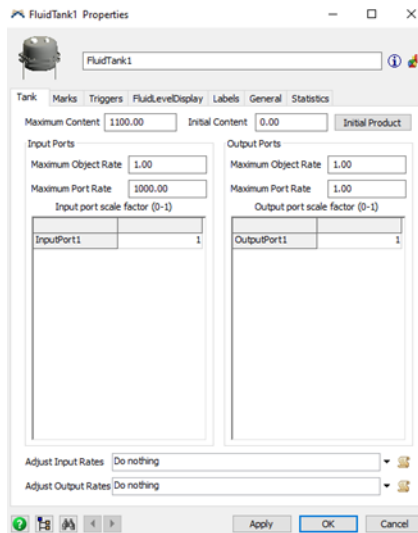 FluidTank1 Properties
FluidTank1
Tank Marks Triggers FluidLevelDisplay Labels General Statistics
Maximum Content 1100.00 Initial Content 0.00 Initial Product
Input Ports Output Ports
Maximum Object Rate 1.00 Maximum Object Rate 1.00
Maximum Port Rate 1000.00 Maximum Port Rate 1.00
Input port scale factor (0-1) Output port scale factor (0-1)
InputPort1 1 OutputPort1 1
Adjust Input Rates Do nothing
Adjust Output Rates Do nothing
Apply OK Cancel